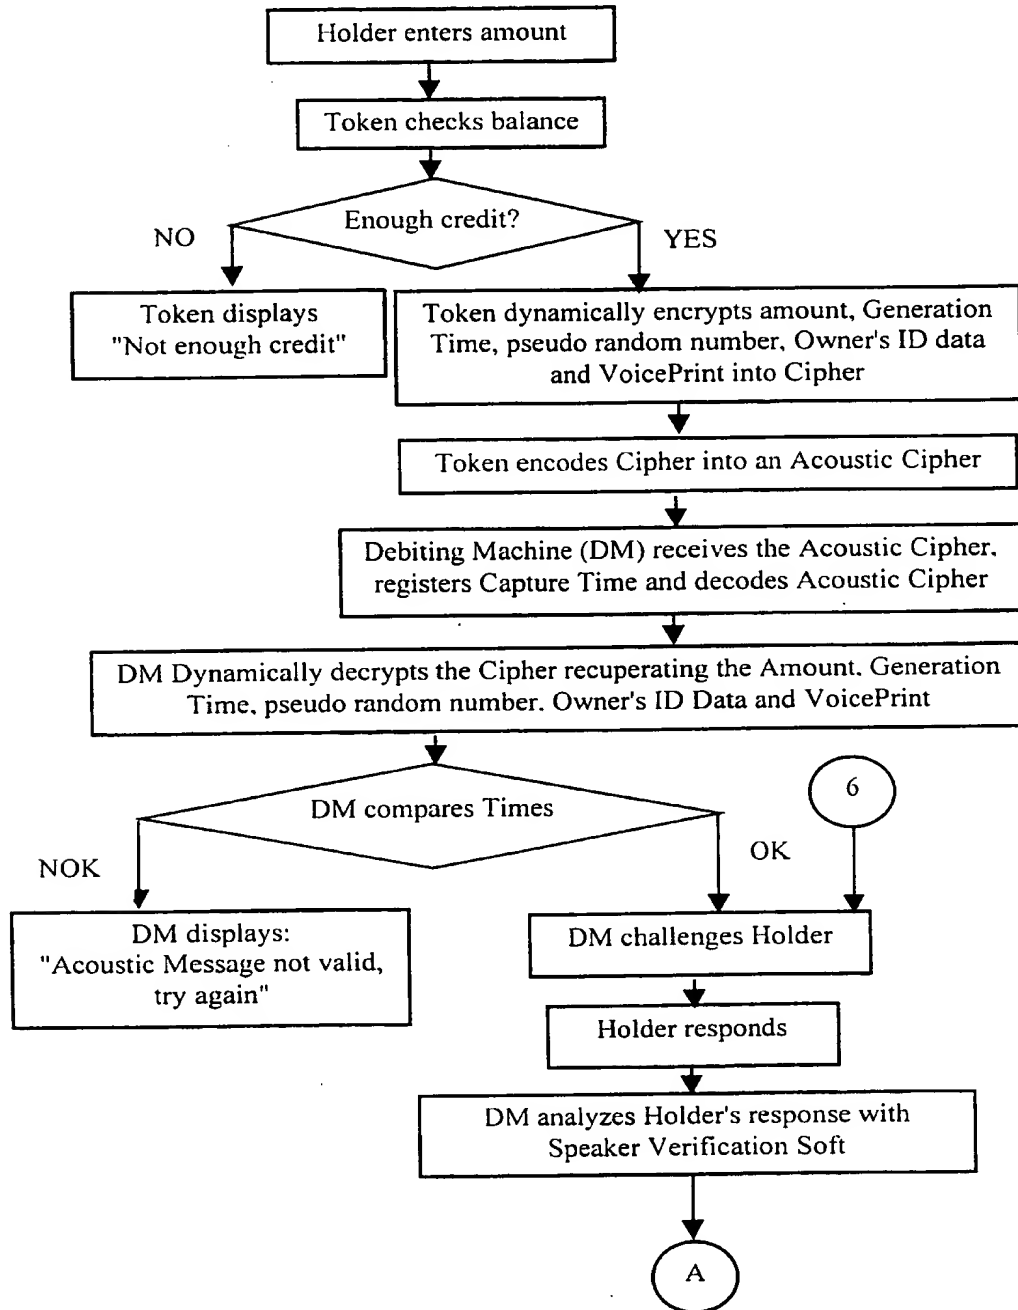 Holder enters amount
Token checks balance
Enough credit?
NO
YES
Token displays
"Not enough credit"
Token dynamically encrypts amount, Generation
Time, pseudo random number, Owner's ID data
and VoicePrint into Cipher
Token encodes Cipher into an Acoustic Cipher
Debiting Machine (DM) receives the Acoustic Cipher,
registers Capture Time and decodes Acoustic Cipher
DM Dynamically decrypts the Cipher recuperating the Amount. Generation
Time, pseudo random number. Owner's ID Data and VoicePrint
DM compares Times
6
NOK
OK
DM displays:
"Acoustic Message not valid,
try again"
DM challenges Holder
Holder responds
DM analyzes Holder's response with
Speaker Verification Soft
A